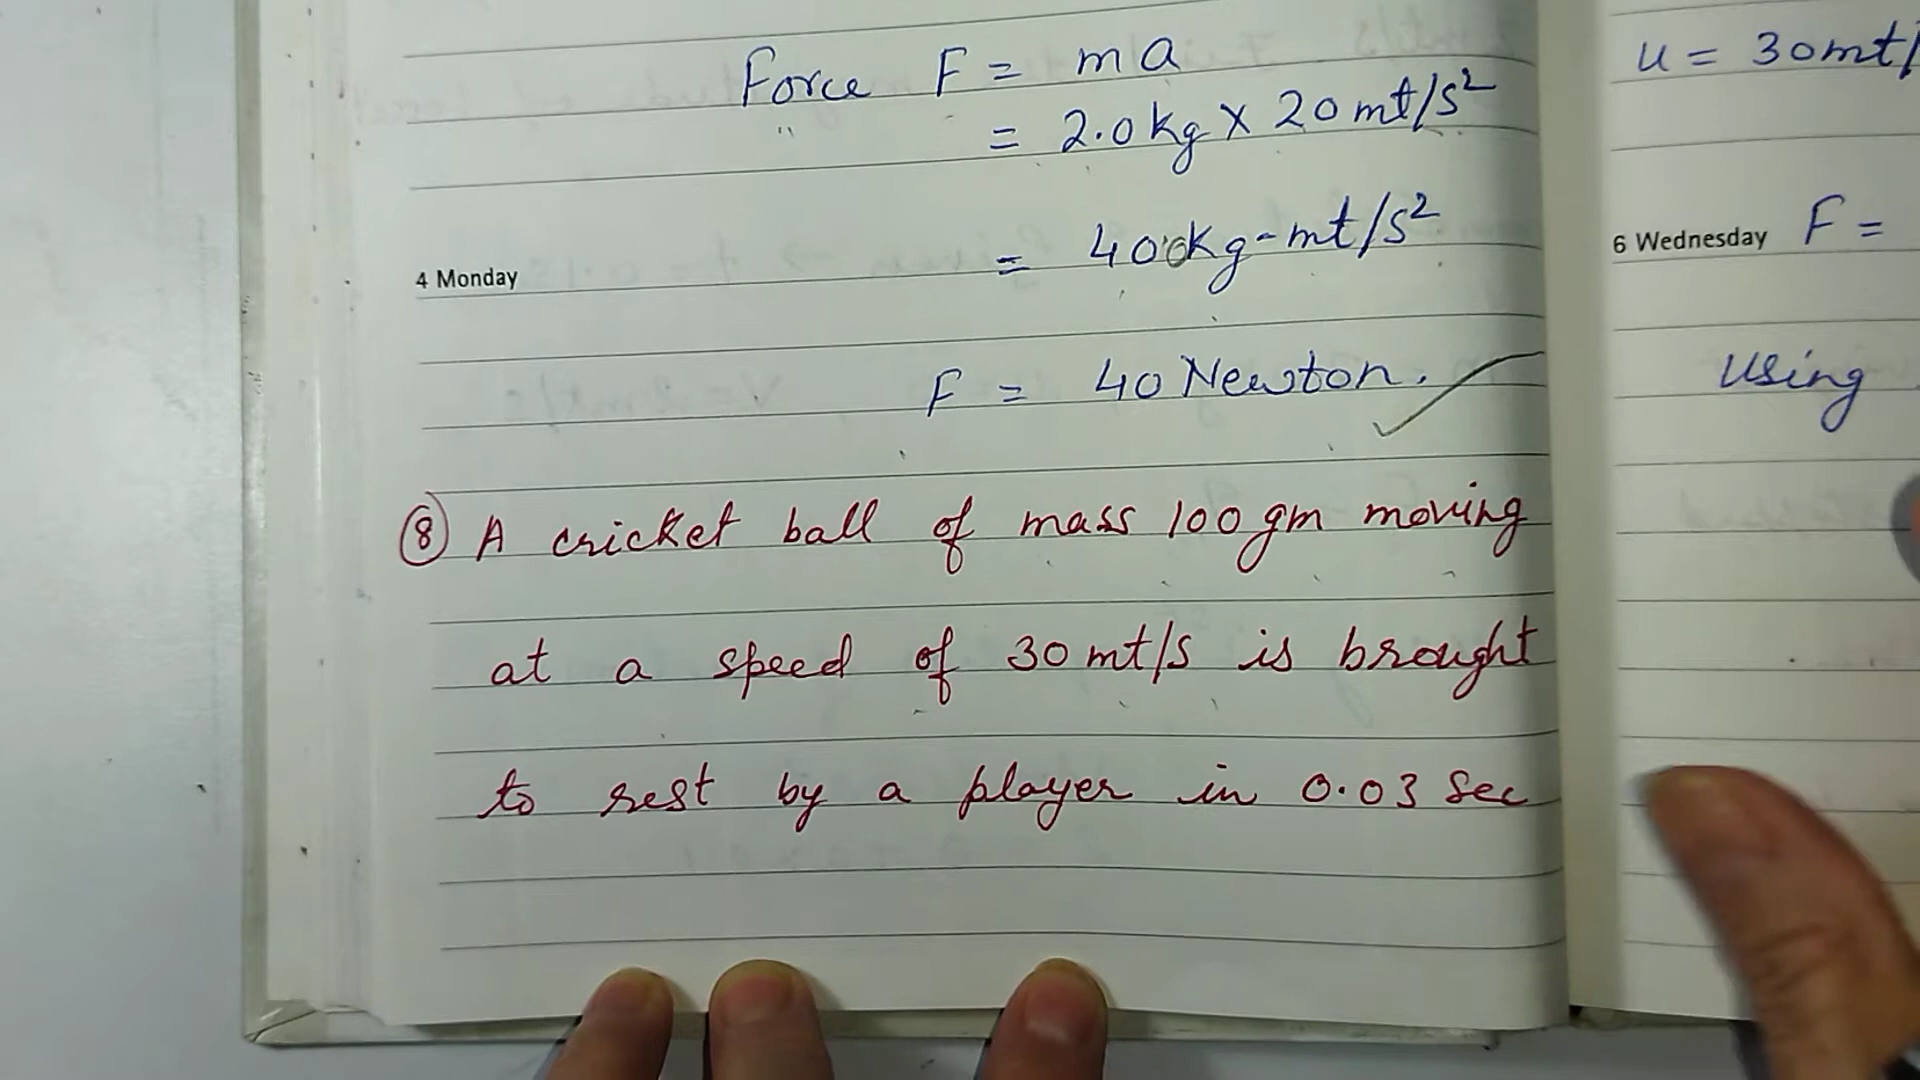 Force F = ma
= 2.0 kg x 20 mt/s²
= 40 kg-mt/s²
4 Monday
F = 40 Newton.
⑧ A cricket ball of mass 100 gm moving
at a speed of 30 mt/s is brought
to rest by a player in 0.03 Sec
u = 30 mt/
6 Wednesday F =
Using